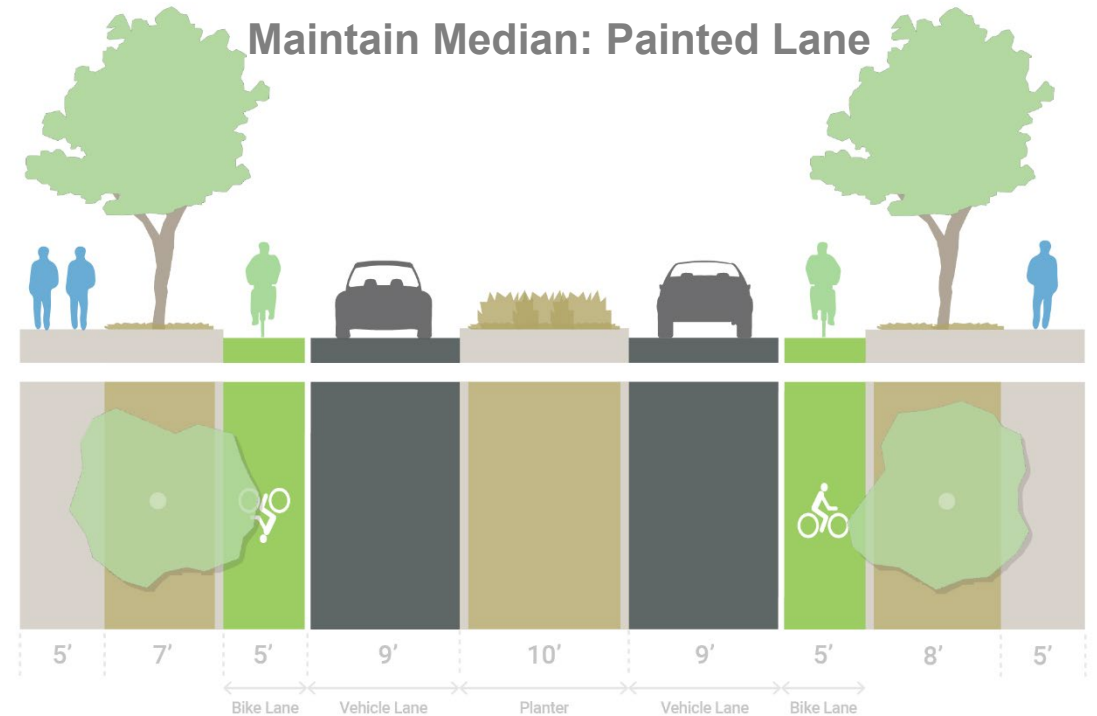 Maintain Median: Painted Lane
5’ 7’ 5’ 9’ 10’ 9’ 5’ 8’ 5’
Bike Lane Vehicle Lane Planter Vehicle Lane Bike Lane